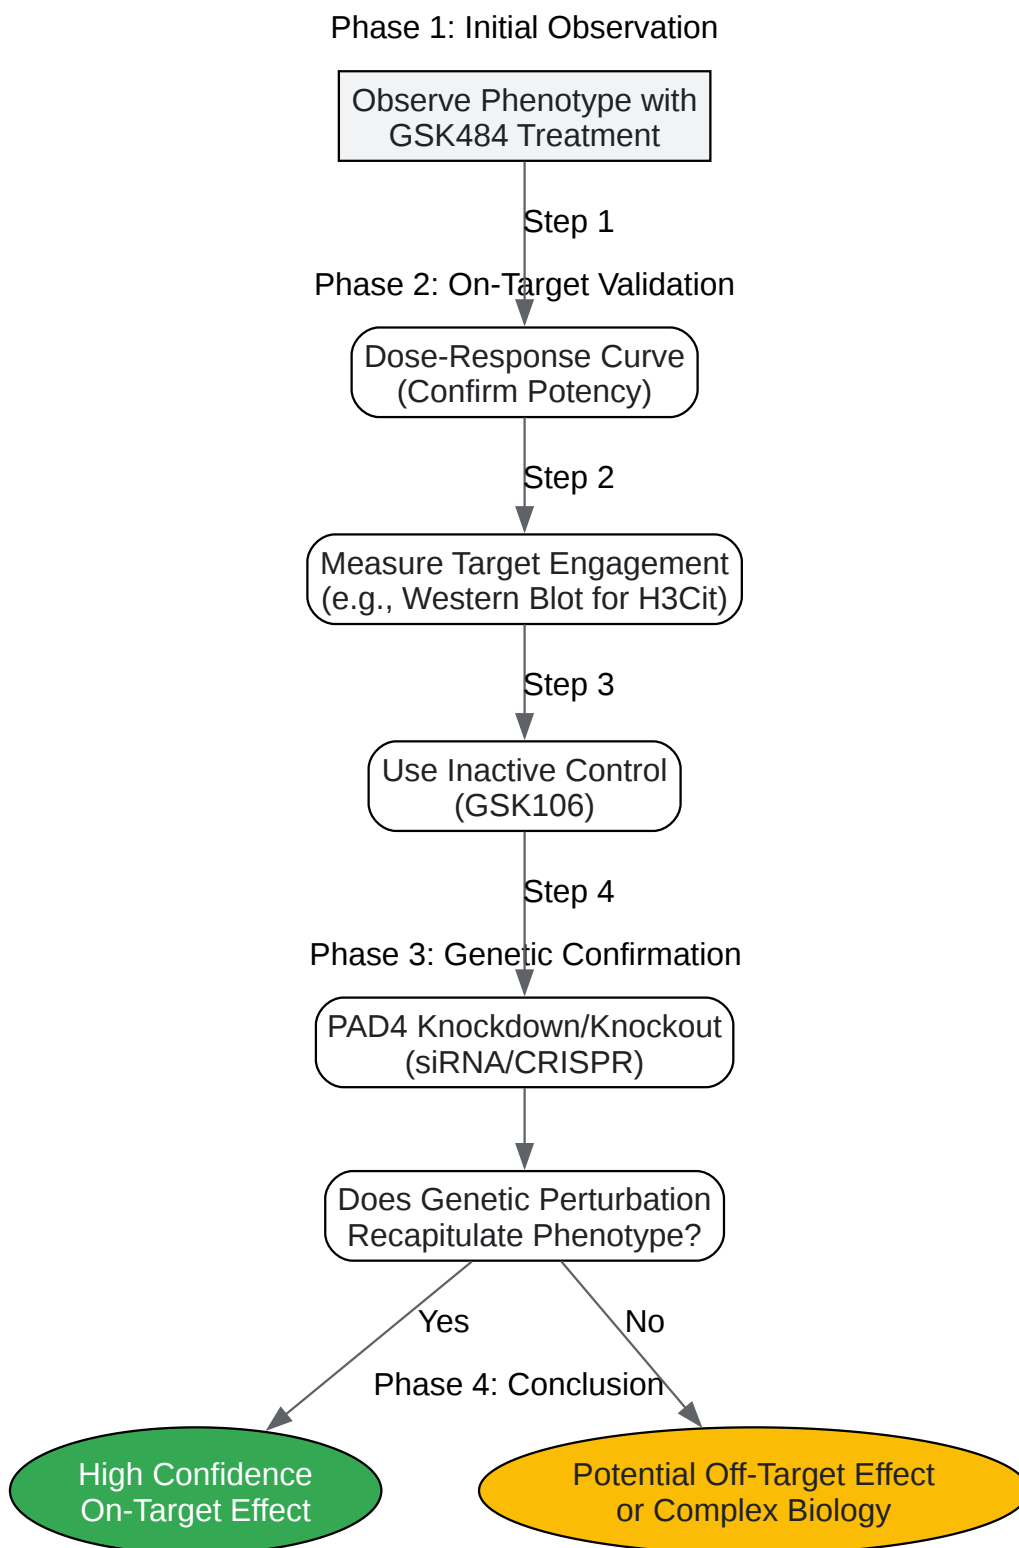 Phase 1: Initial Observation
Observe Phenotype with
GSK484 Treatment
Step 1
Phase 2: On-Target Validation
Dose-Response Curve
(Confirm Potency)
Step 2
Measure Target Engagement
(e.g., Western Blot for H3Cit)
Step 3
Use Inactive Control
(GSK106)
Step 4
Phase 3: Genetic Confirmation
PAD4 Knockdown/Knockout
(siRNA/CRISPR)
Does Genetic Perturbation
Recapitulate Phenotype?
Yes
No
Phase 4: Conclusion
High Confidence
On-Target Effect
Potential Off-Target Effect
or Complex Biology